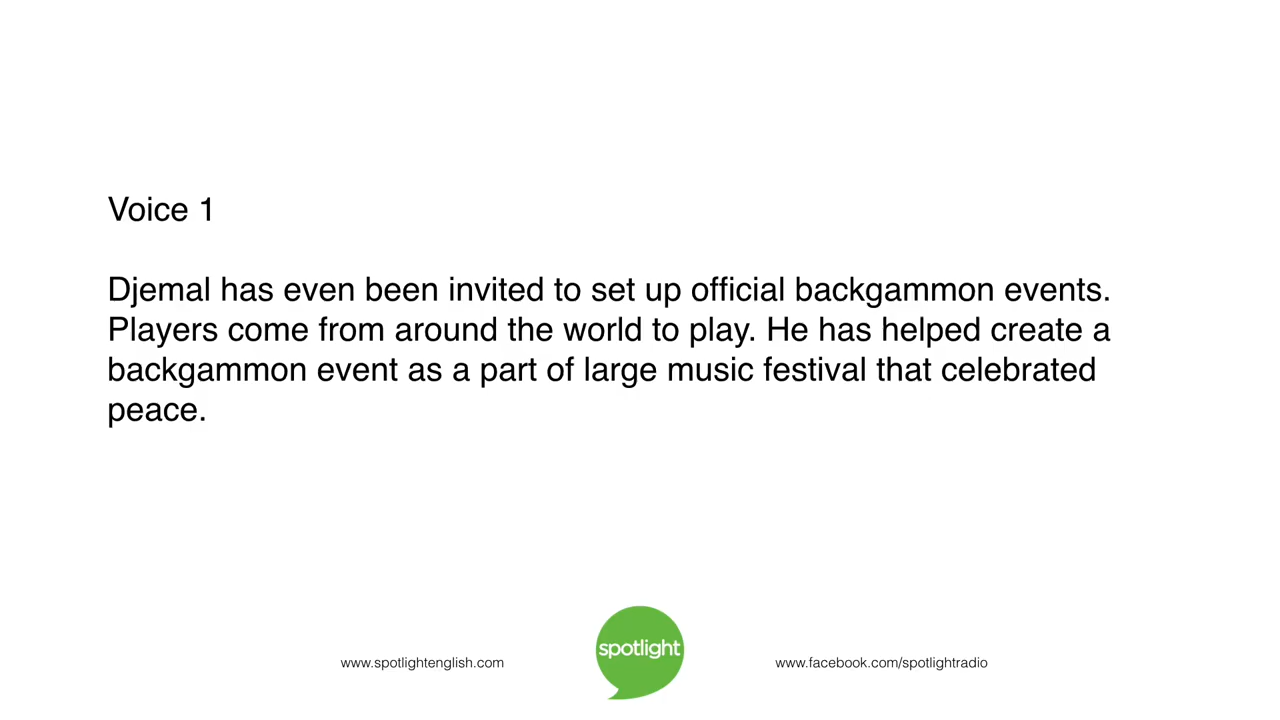 Voice 1
Djemal has even been invited to set up official backgammon events.
Players come from around the world to play. He has helped create a
backgammon event as a part of large music festival that celebrated
peace.
spotlight
www.spotlightenglish.com
www.facebook.com/spotlightradio